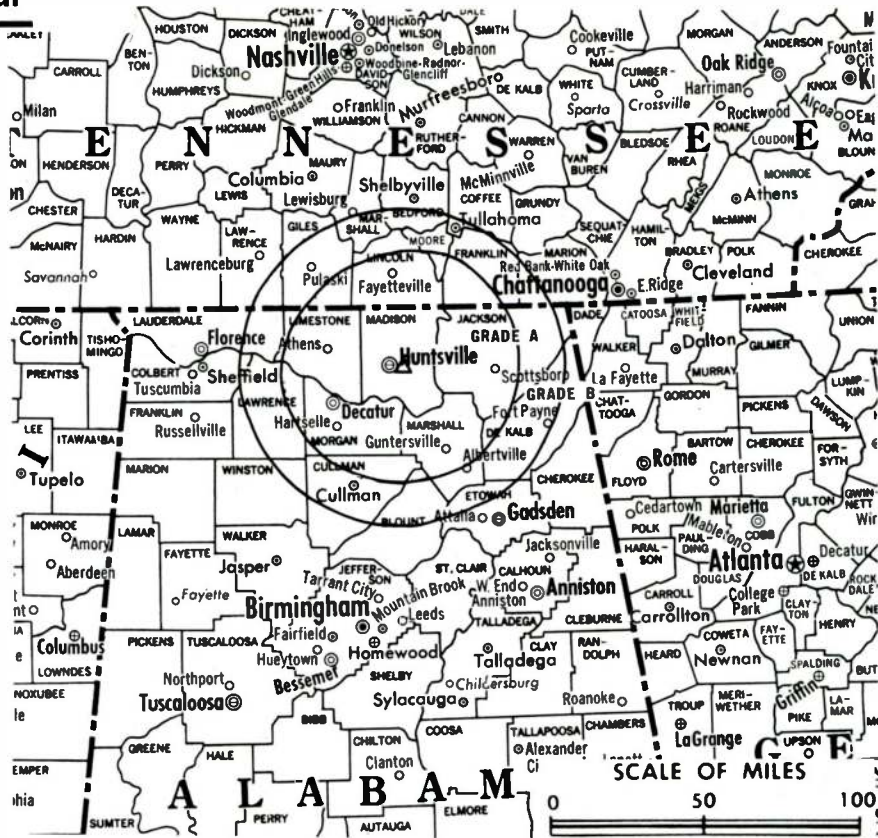 CHEAT-
HAM
Old Hickory
DALE
HOUSTON
DICKSON
Inglewood
WILSON
SMITH
Cookeville
MORGAN
ANDERSON
Nashville
Donelson
Lebanon
PUT-
NAM
Oak Ridge
BEN-
TON
Dickson
Woodbine-Radnor-
Glencliff
DAVID-
SON
CUMBER-
LAND
CARROLL
HUMPHREYS
Woodmont-Green Hills-
Glendale
DE KALB
WHITE
Sparta
Crossville
Harriman
KNOX
Alcoa
Milan
Franklin
Murfreesboro
Rockwood
HICKMAN
WILLIAMSON
CANNON
ROANE
T E N N E S S E E
RUTHER-
FORD
WARREN
BLEDSOE
LOUDON
HENDERSON
PERRY
MAURY
McMinnville
VAN
BUREN
RHEA
MONROE
DECA-
TUR
Columbia
Shelbyville
COFFEE
MEIGS
Athens
LEWIS
Lewisburg
GRUNDY
McMINN
CHESTER
WAYNE
BEDFORD
Tullahoma
LAW-
RENCE
GILES
MAR-
SHALL
SEQUAT-
CHIE
HAMIL-
TON
McNAIRY
HARDIN
MOORE
FRANKLIN
MARION
BRADLEY
POLK
CHEROKEE
Lawrenceburg
LINCOLN
Red Bank-White Oak
Cleveland
Savannah
Pulaski
Fayetteville
Chattanooga
E.Ridge
ALCORN
LAUDERDALE
LIMESTONE
MADISON
JACKSON
DADE
CATOOSA
WHIT-
FIELD
FANNIN
UNION
Corinth
TISHO-
MINGO
Florence
Athens
GRADE A
WALKER
Dalton
GILMER
Huntsville
PRENTISS
COLBERT
Tuscumbia
Sheffield
Scottsboro
La Fayette
MURRAY
LUMP-
KIN
LAWRENCE
GRADE B
GORDON
FRANKLIN
Decatur
Fort Payne
CHAT-
TOOGA
PICKENS
DAWSON
LEE
Russellville
Hartselle
MARSHALL
DE KALB
ITAWAMBA
MORGAN
Guntersville
BARTOW
CHEROKEE
FOR-
SYTH
Albertville
Rome
MARION
WINSTON
CULLMAN
FLOYD
Cartersville
Tupelo
Cullman
CHEROKEE
ETOWAH
FULTON
GWIN-
NETT
MONROE
BLOUNT
Attalla
Gadsden
Cedartown
Marietta
LAMAR
WALKER
POLK
Mableton
COBB
Amory
Jacksonville
HARAL-
SON
PAUL-
DING
FAYETTE
Jasper
JEFFER-
SON
ST. CLAIR
CALHOUN
Atlanta
Decatur
Aberdeen
Tarrant City
W. End
Anniston
Anniston
DOUGLAS
DE KALB
ROCK
DALE
Fayette
Mountain Brook
CARROLL
College
Park
Birmingham
Leeds
CLEBURNE
Carrollton
CLAY-
TON
Columbus
Fairfield
TALLADEGA
HENRY
PICKENS
TUSCALOOSA
Homewood
CLAY
RAN-
DOLPH
COWETA
FAY-
ETTE
LOWNDES
Hueytown
Talladega
HEARD
Newnan
Bessemer
SHELBY
SPALDING
NOXUBEE
Northport
Childersburg
Griffin
Tuscaloosa
Sylacauga
Roanoke
TROUP
MERI-
WETHER
LA-
MAR
BIBB
COOSA
PIKE
GREENE
HALE
CHILTON
TALLAPOOSA
CHAMBERS
LaGrange
UPSON
Clanton
Alexander
Ci
G E
SCALE OF MILES
A L A B A M
0 50 100
SUMTER
PERRY
AUTAUGA
ELMORE